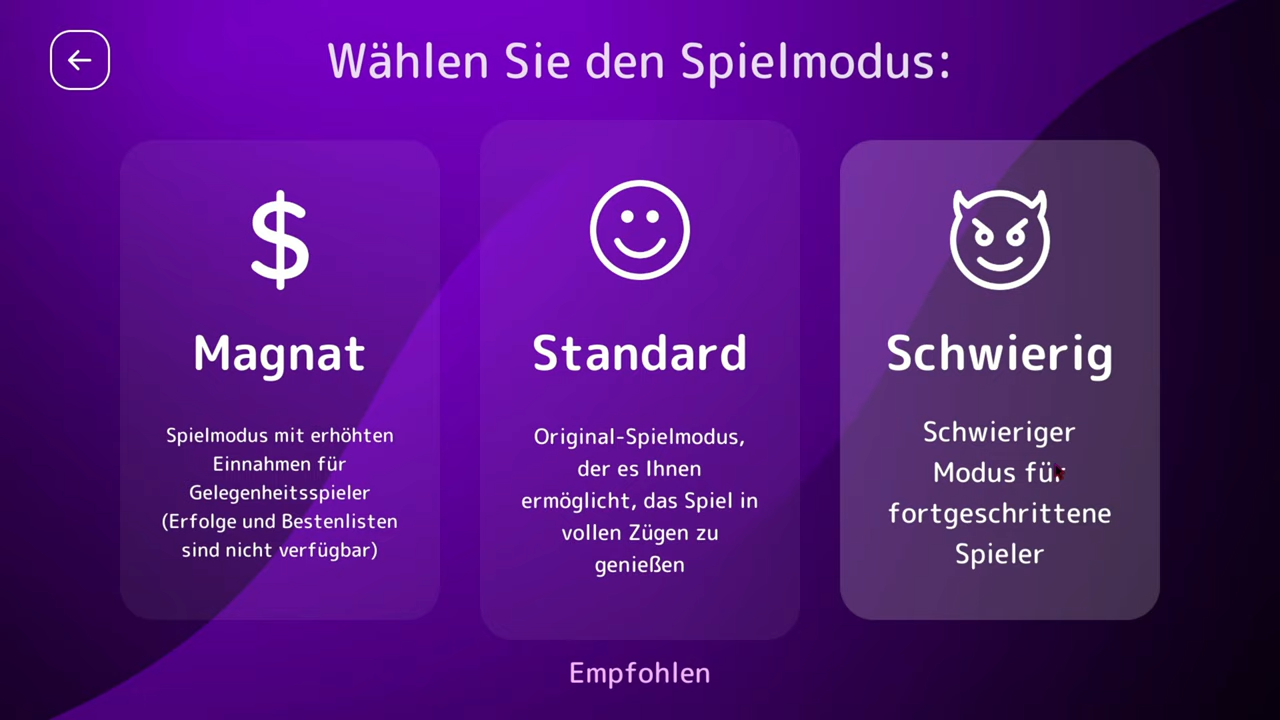 Wählen Sie den Spielmodus:
$
Magnat
Spielmodus mit erhöhten
Einnahmen für
Gelegenheitsspieler
(Erfolge und Bestenlisten
sind nicht verfügbar)
Standard
Original-Spielmodus,
der es Ihnen
ermöglicht, das Spiel in
vollen Zügen zu
genießen
Empfohlen
Schwierig
Schwieriger
Modus für
fortgeschrittene
Spieler